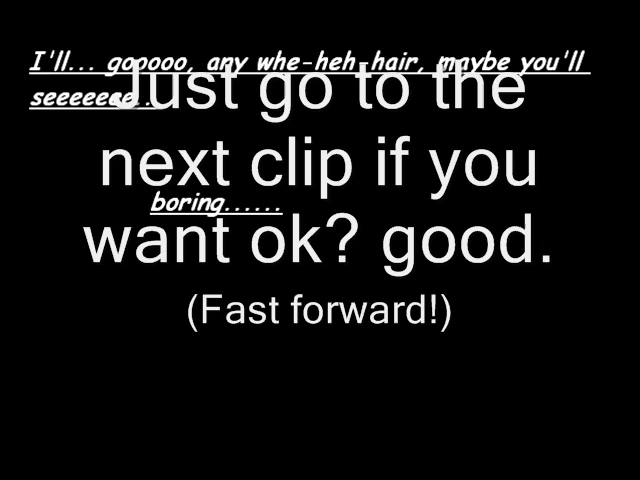 I'll... gooooo, any whe-heh-hair, maybe you'll
seeeeeee...
Just go to the
next clip if you
boring......
want ok? good.
(Fast forward!)